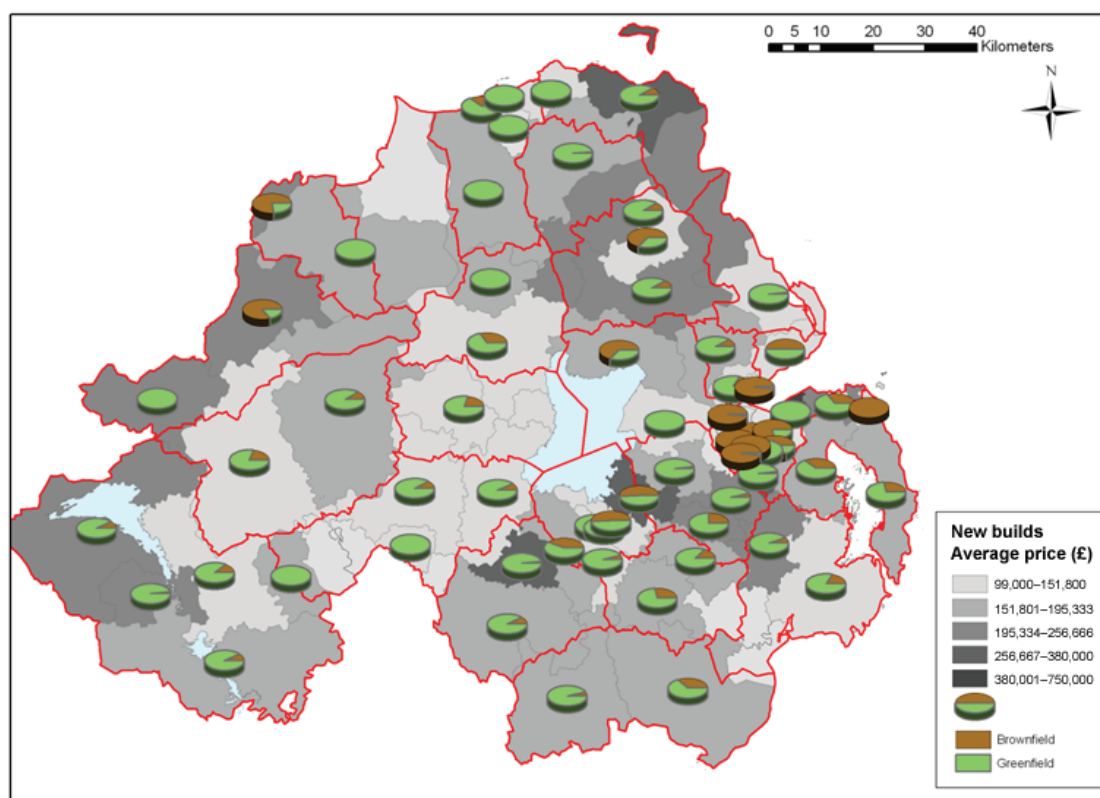 0 5 10 20 30 40
Kilometers
N
New builds
Average price (£)
99,000–151,800
151,801–195,333
195,334–256,666
256,667–380,000
380,001–750,000
Brownfield
Greenfield